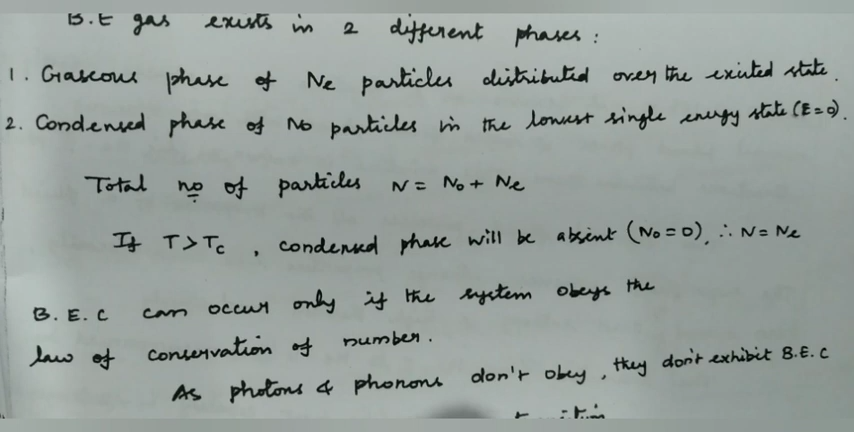 B.E gas exists in 2 different phases :
1. Gaseous phase of Ne particles distributed over the excited state.
2. Condensed phase of No particles in the lowest single energy state (E=0).
Total no of particles N = No + Ne
If T>Tc , condensed phase will be absent (No=0), ∴ N=Ne
B.E.C can occur only if the system obeys the
law of conservation of number.
As photons & phonons don't obey, they don't exhibit B.E.C